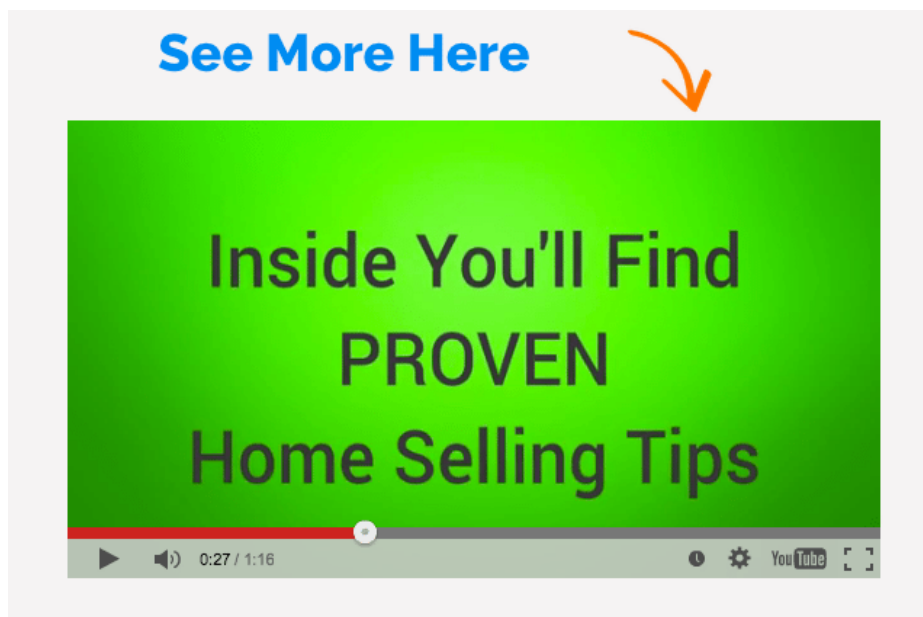 See More Here
Inside You'll Find
PROVEN
Home Selling Tips
0:27 / 1:16
YouTube